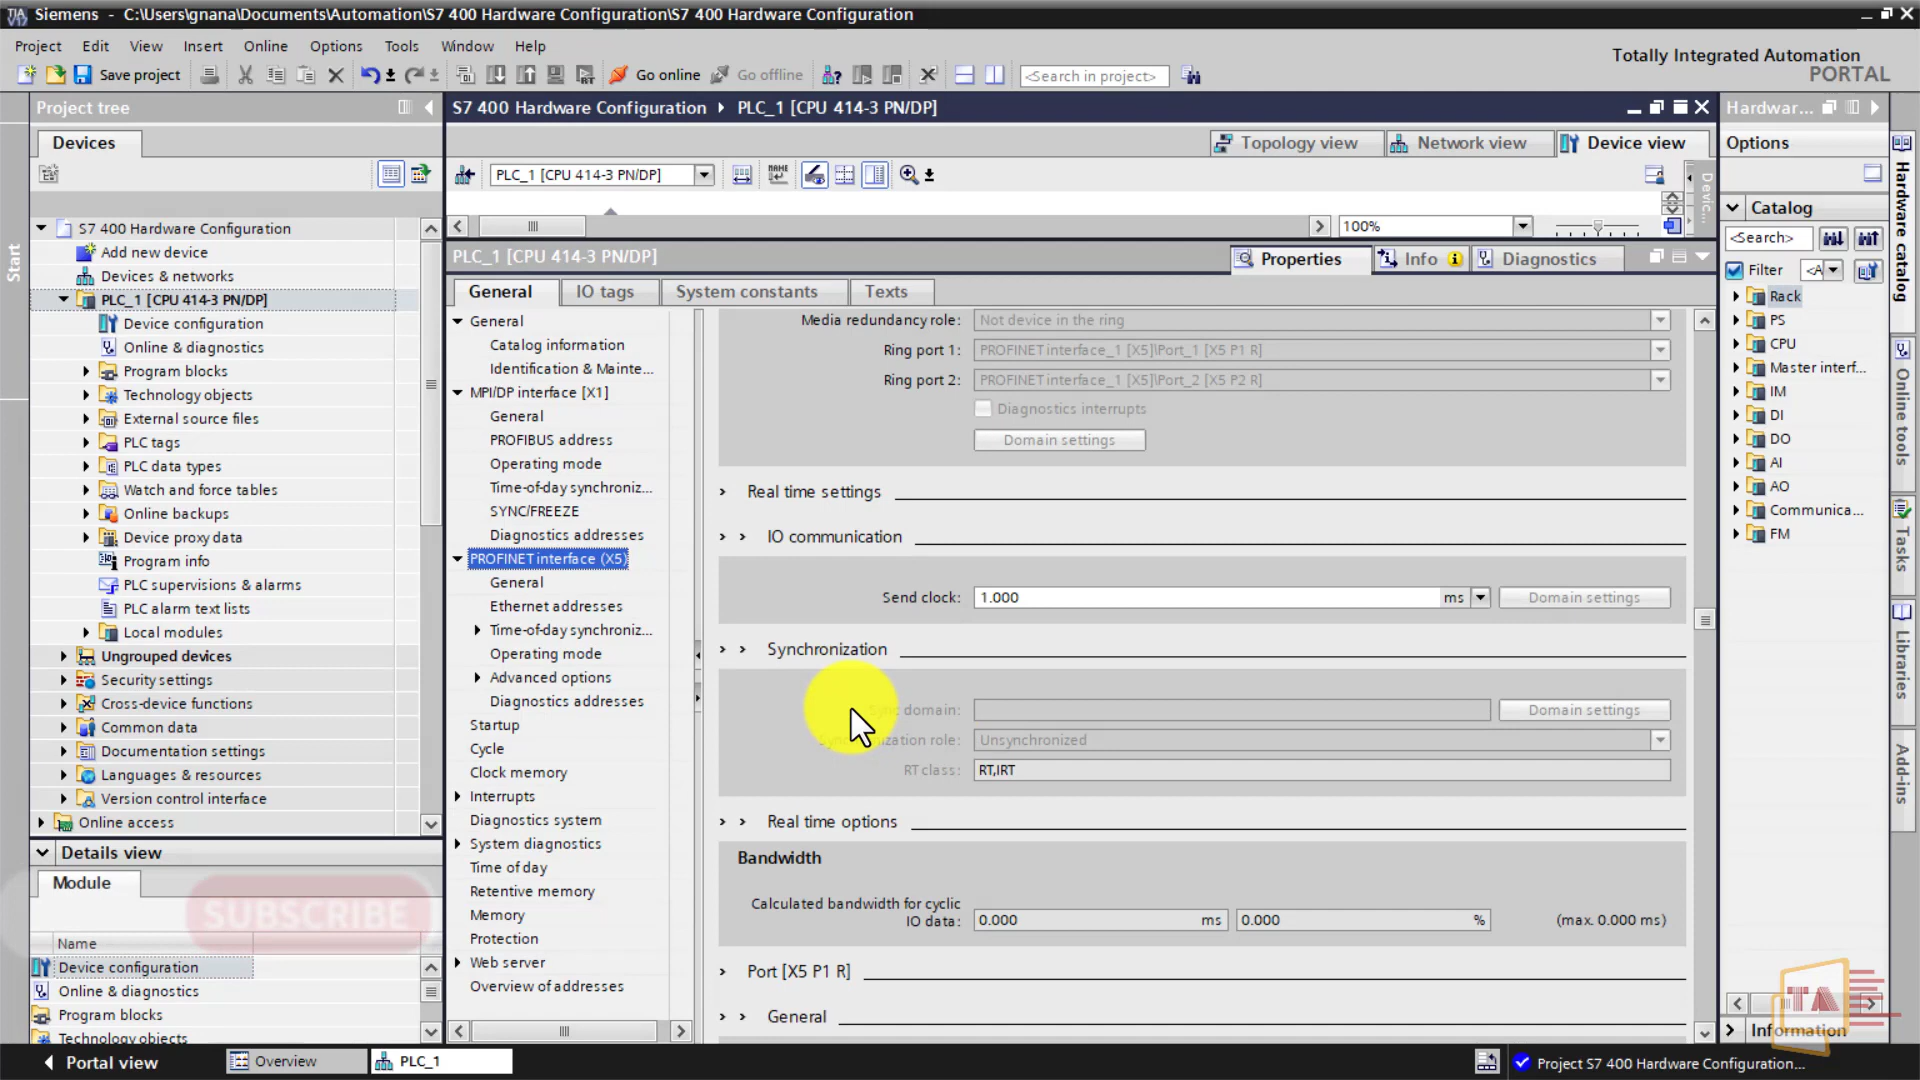 Siemens - C:\Users\gnana\Documents\Automation\S7 400 Hardware Configuration\S7 400 Hardware Configuration
Project Edit View Insert Online Options Tools Window Help
Totally Integrated Automation
PORTAL
Save project Go online Go offline <Search in project>
Project tree
S7 400 Hardware Configuration PLC_1 [CPU 414-3 PN/DP]
Hardwar...
Devices
Topology view Network view Device view
Options
PLC_1 [CPU 414-3 PN/DP]
Devic...
100%
Start
S7 400 Hardware Configuration
Add new device
Devices & networks
PLC_1 [CPU 414-3 PN/DP]
Device configuration
Online & diagnostics
Program blocks
Technology objects
External source files
PLC tags
PLC data types
Watch and force tables
Online backups
Device proxy data
Program info
PLC supervisions & alarms
PLC alarm text lists
Local modules
Ungrouped devices
Security settings
Cross-device functions
Common data
Documentation settings
Languages & resources
Version control interface
Online access
Details view
Module
SUBSCRIBE
Name
Device configuration
Online & diagnostics
Program blocks
Technology objects
PLC_1 [CPU 414-3 PN/DP]
Properties Info Diagnostics
General IO tags System constants Texts
General
Catalog information
Identification & Mainte...
MPI/DP interface [X1]
General
PROFIBUS address
Operating mode
Time-of-day synchroniz...
SYNC/FREEZE
Diagnostics addresses
PROFINET interface (X5)
General
Ethernet addresses
Time-of-day synchroniz...
Operating mode
Advanced options
Diagnostics addresses
Startup
Cycle
Clock memory
Interrupts
Diagnostics system
System diagnostics
Time of day
Retentive memory
Memory
Protection
Web server
Overview of addresses
Media redundancy role: Not device in the ring
Ring port 1: PROFINET interface_1 [X5]\Port_1 [X5 P1 R]
Ring port 2: PROFINET interface_1 [X5]\Port_2 [X5 P2 R]
Diagnostics interrupts
Domain settings
Real time settings
IO communication
Send clock: 1.000 ms Domain settings
Synchronization
domain: Domain settings
Unsynchronized
RT class: RT,IRT
Real time options
Bandwidth
Calculated bandwidth for cyclic
IO data: 0.000 ms 0.000 % (max. 0.000 ms)
Port [X5 P1 R]
General
Catalog
<Search>
Filter <A
Rack
PS
CPU
Master interf...
IM
DI
DO
AI
AO
Communica...
FM
Information
TA
Hardware catalog
Online tools
Tasks
Libraries
Add-ins
Portal view Overview PLC_1 Project S7 400 Hardware Configuration...